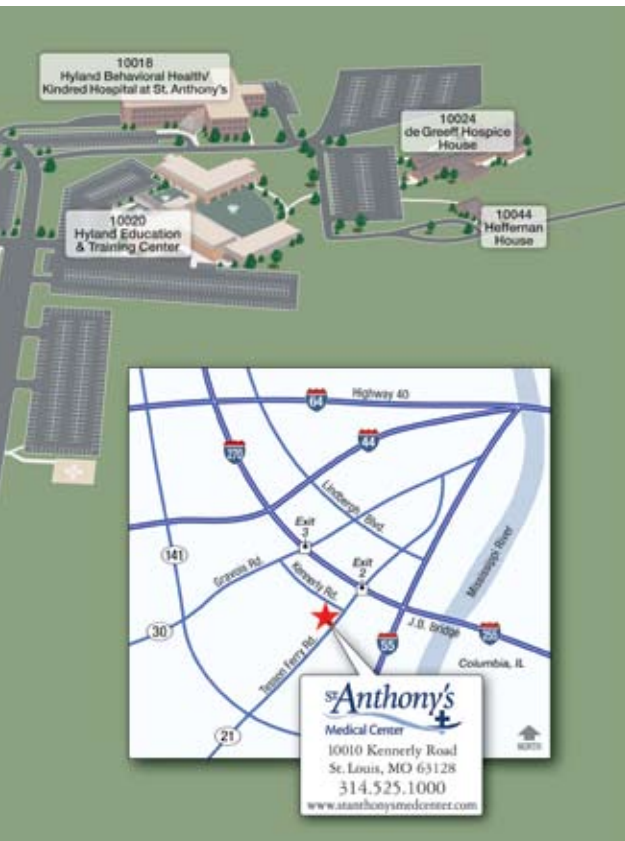 10018
Hyland Behavioral Health/
Kindred Hospital at St. Anthony's
10024
de Greeff Hospice
House
10020
Hyland Education
& Training Center
10044
Heffernan
House
64
Highway 40
44
270
Lindbergh Blvd.
Exit
3
Exit
2
141
Gravois Rd.
Kennerly Rd.
Mississippi River
30
J.B. Bridge
255
55
Tesson Ferry Rd.
Columbia, IL
21
St. Anthony's
Medical Center
10010 Kennerly Road
St. Louis, MO 63128
314.525.1000
www.stanthonysmedcenter.com
NORTH